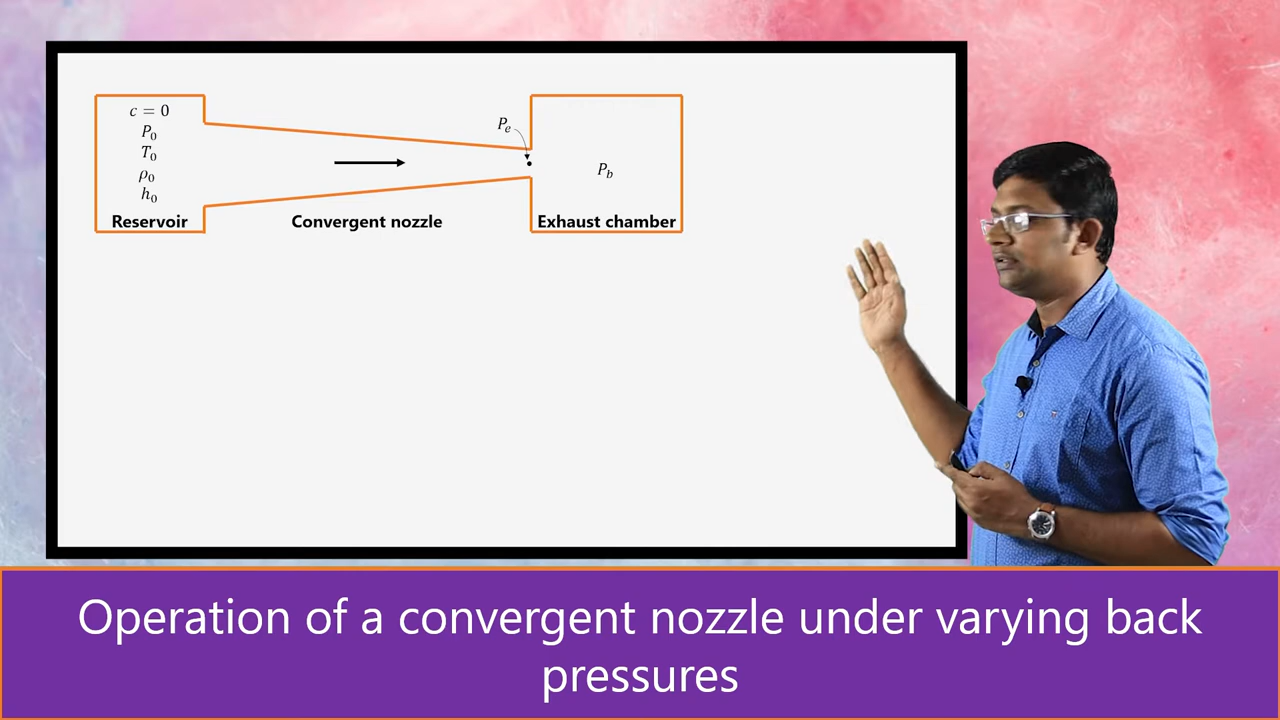 c = 0
P₀
T₀
ρ₀
h₀
Reservoir
Convergent nozzle
Pₑ
P_b
Exhaust chamber
Operation of a convergent nozzle under varying back
pressures